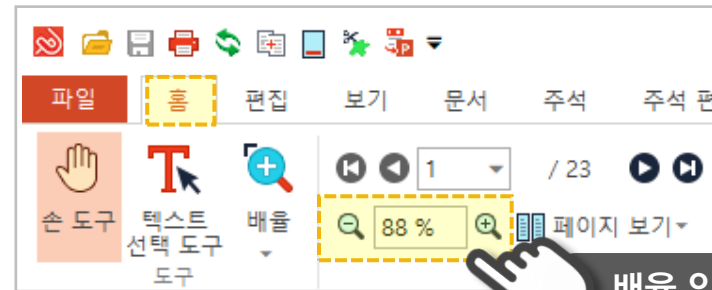 파일 홈 편집 보기 문서 주석 주석 편
1 / 23
손 도구 텍스트 선택 도구 배율 88 % 페이지 보기
도구
배율